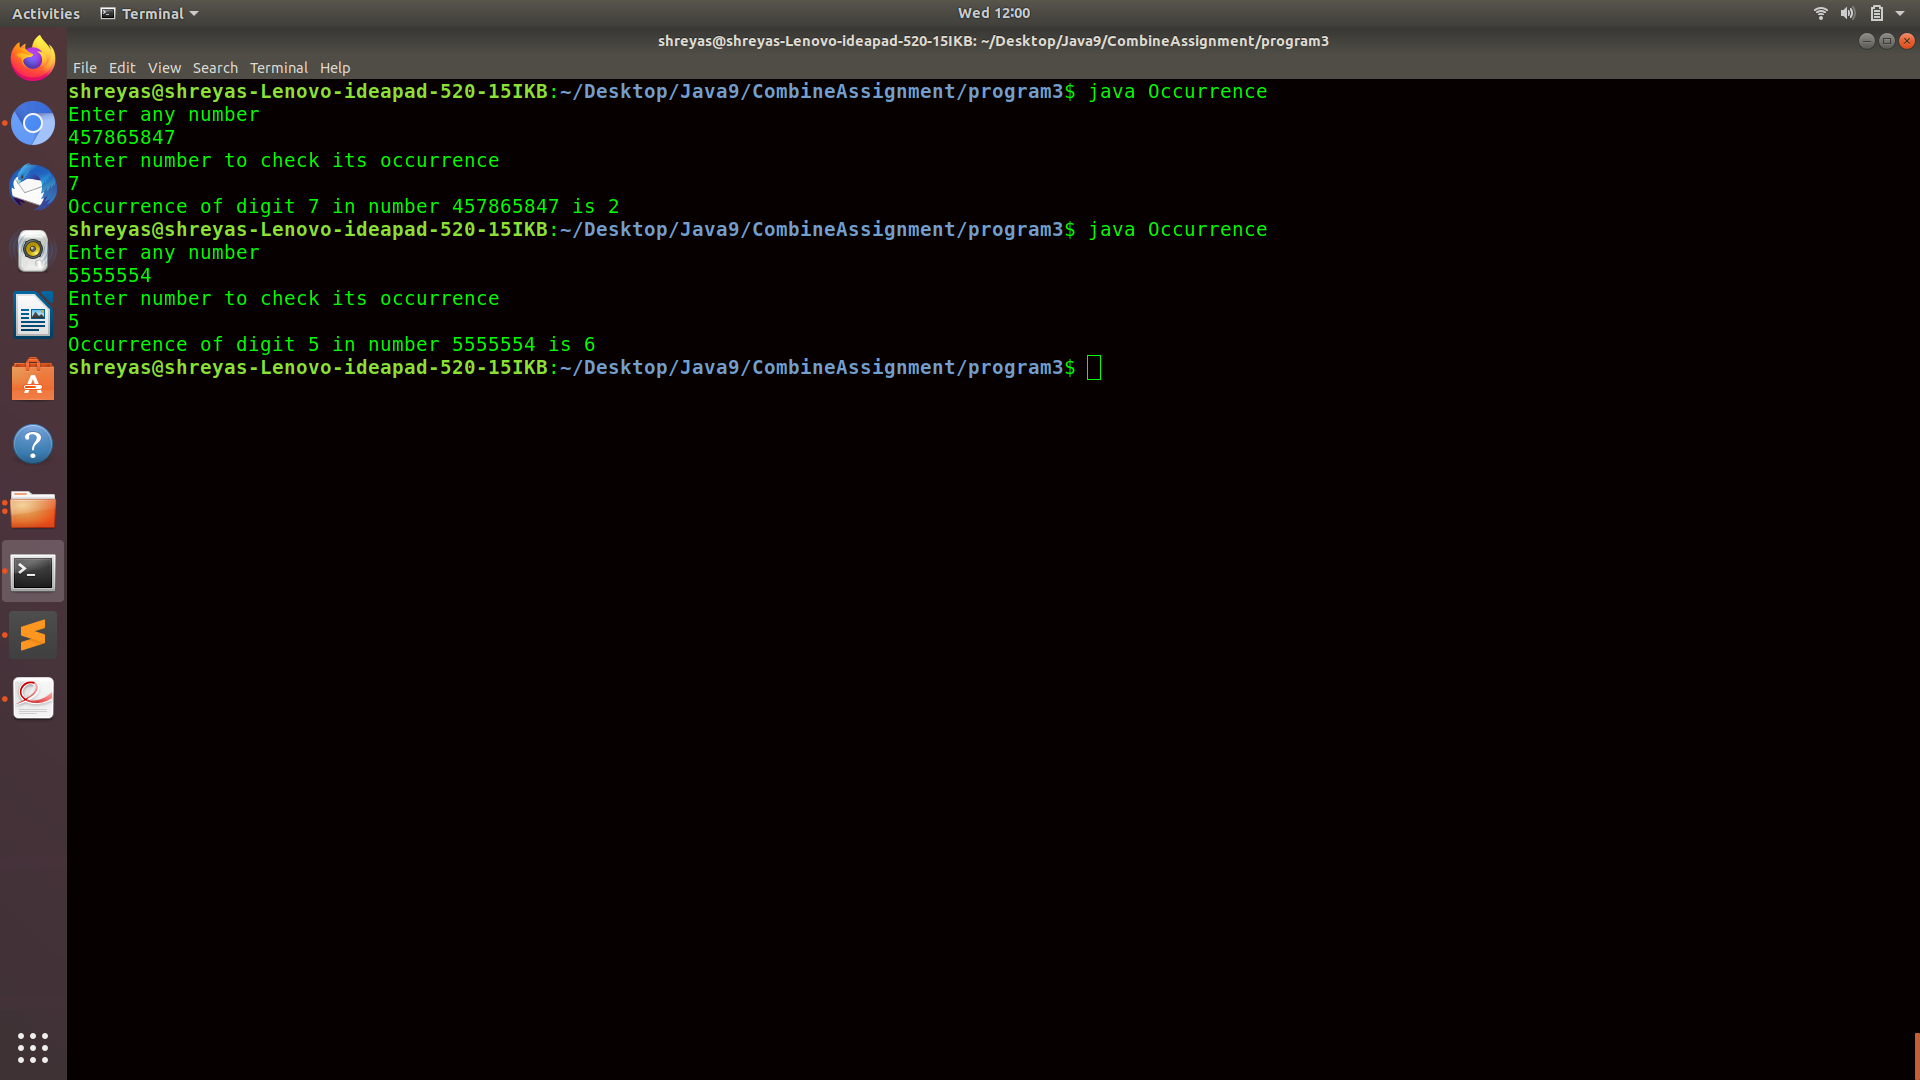 Activities Terminal Wed 12:00
shreyas@shreyas-Lenovo-ideapad-520-15IKB: ~/Desktop/Java9/CombineAssignment/program3
File Edit View Search Terminal Help
shreyas@shreyas-Lenovo-ideapad-520-15IKB:~/Desktop/Java9/CombineAssignment/program3$ java Occurrence
Enter any number
457865847
Enter number to check its occurrence
7
Occurrence of digit 7 in number 457865847 is 2
shreyas@shreyas-Lenovo-ideapad-520-15IKB:~/Desktop/Java9/CombineAssignment/program3$ java Occurrence
Enter any number
5555554
Enter number to check its occurrence
5
Occurrence of digit 5 in number 5555554 is 6
shreyas@shreyas-Lenovo-ideapad-520-15IKB:~/Desktop/Java9/CombineAssignment/program3$